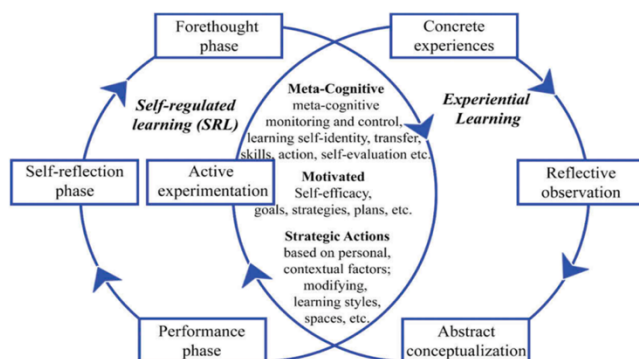 Forethought
phase
Concrete
experiences
Self-regulated
learning (SRL)
Meta-Cognitive
meta-cognitive
monitoring and control,
learning self-identity, transfer,
skills, action, self-evaluation etc.
Experiential
Learning
Self-reflection
phase
Active
experimentation
Motivated
Self-efficacy,
goals, strategies, plans, etc.
Reflective
observation
Strategic Actions
based on personal,
contextual factors;
modifying,
learning styles,
spaces, etc.
Performance
phase
Abstract
conceptualization